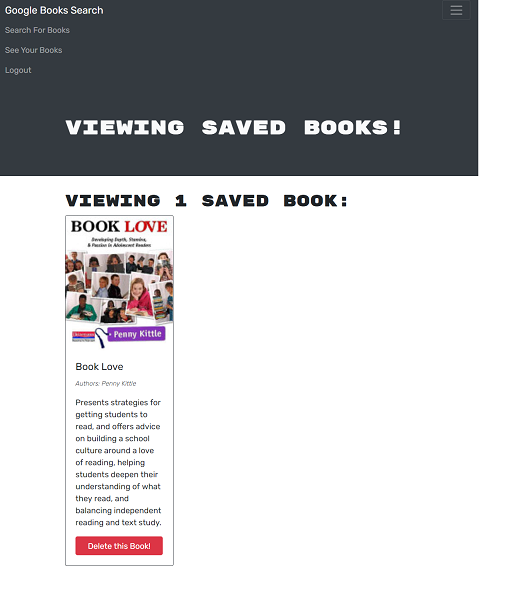 Google Books Search
Search For Books
See Your Books
Logout
VIEWING SAVED BOOKS!
VIEWING 1 SAVED BOOK:
BOOK LOVE
Developing Depth, Stamina,
& Passion in Adolescent Readers
Penny Kittle
Book Love
Authors: Penny Kittle
Presents strategies for
getting students to
read, and offers advice
on building a school
culture around a love
of reading, helping
students deepen their
understanding of what
they read, and
balancing independent
reading and text study.
Delete this Book!